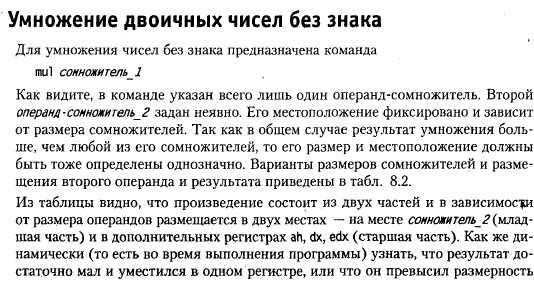 Умножение двоичных чисел без знака
Для умножения чисел без знака предназначена команда
mul сомножитель_1
Как видите, в команде указан всего лишь один операнд-сомножитель. Второй
операнд-сомножитель_2 задан неявно. Его местоположение фиксировано и зависит
от размера сомножителей. Так как в общем случае результат умножения боль-
ше, чем любой из его сомножителей, то его размер и местоположение должны
быть тоже определены однозначно. Варианты размеров сомножителей и разме-
щения второго операнда и результата приведены в табл. 8.2.
Из таблицы видно, что произведение состоит из двух частей и в зависимости
от размера операндов размещается в двух местах — на месте сомножитель_2 (млад-
шая часть) и в дополнительных регистрах ah, dx, edx (старшая часть). Как же ди-
намически (то есть во время выполнения программы) узнать, что результат до-
статочно мал и уместился в одном регистре, или что он превысил размерность